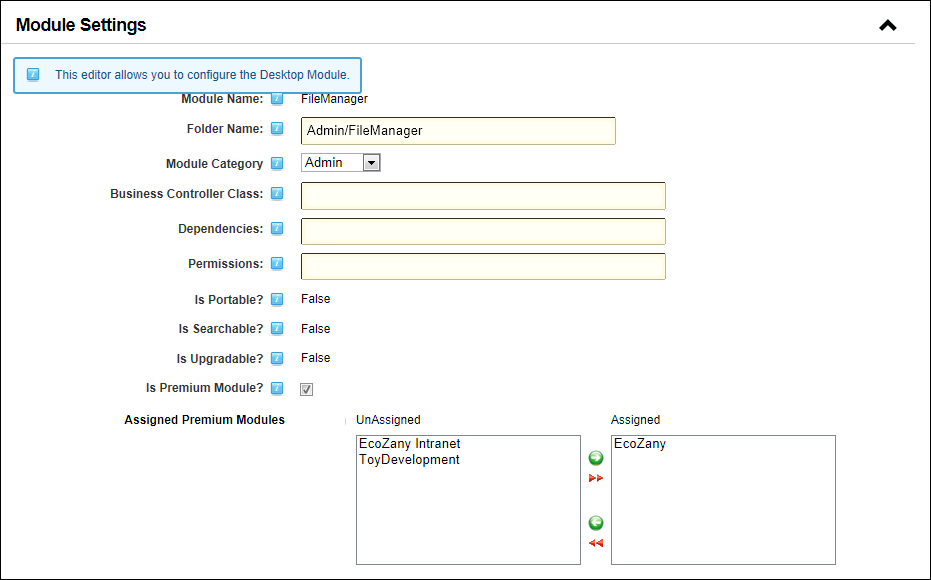 Module Settings
This editor allows you to configure the Desktop Module.
Module Name: FileManager
Folder Name: Admin/FileManager
Module Category Admin
Business Controller Class:
Dependencies:
Permissions:
Is Portable? False
Is Searchable? False
Is Upgradable? False
Is Premium Module?
Assigned Premium Modules UnAssigned Assigned
EcoZany Intranet EcoZany
ToyDevelopment